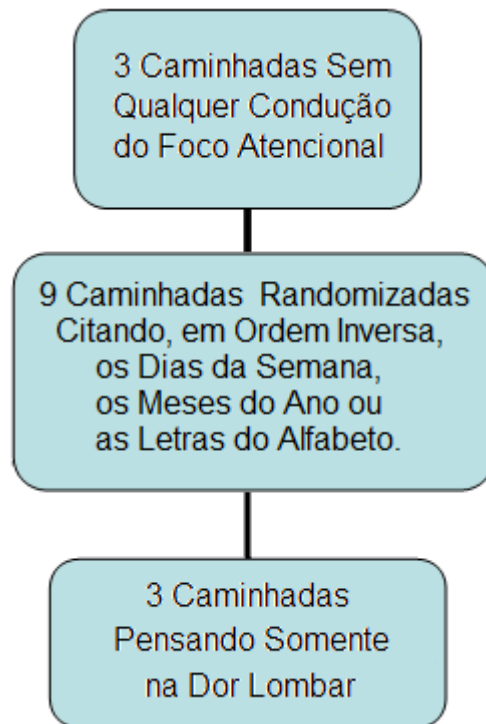 3 Caminhadas Sem
Qualquer Condução
do Foco Atencional
9 Caminhadas Randomizadas
Citando, em Ordem Inversa,
os Dias da Semana,
os Meses do Ano ou
as Letras do Alfabeto.
3 Caminhadas
Pensando Somente
na Dor Lombar